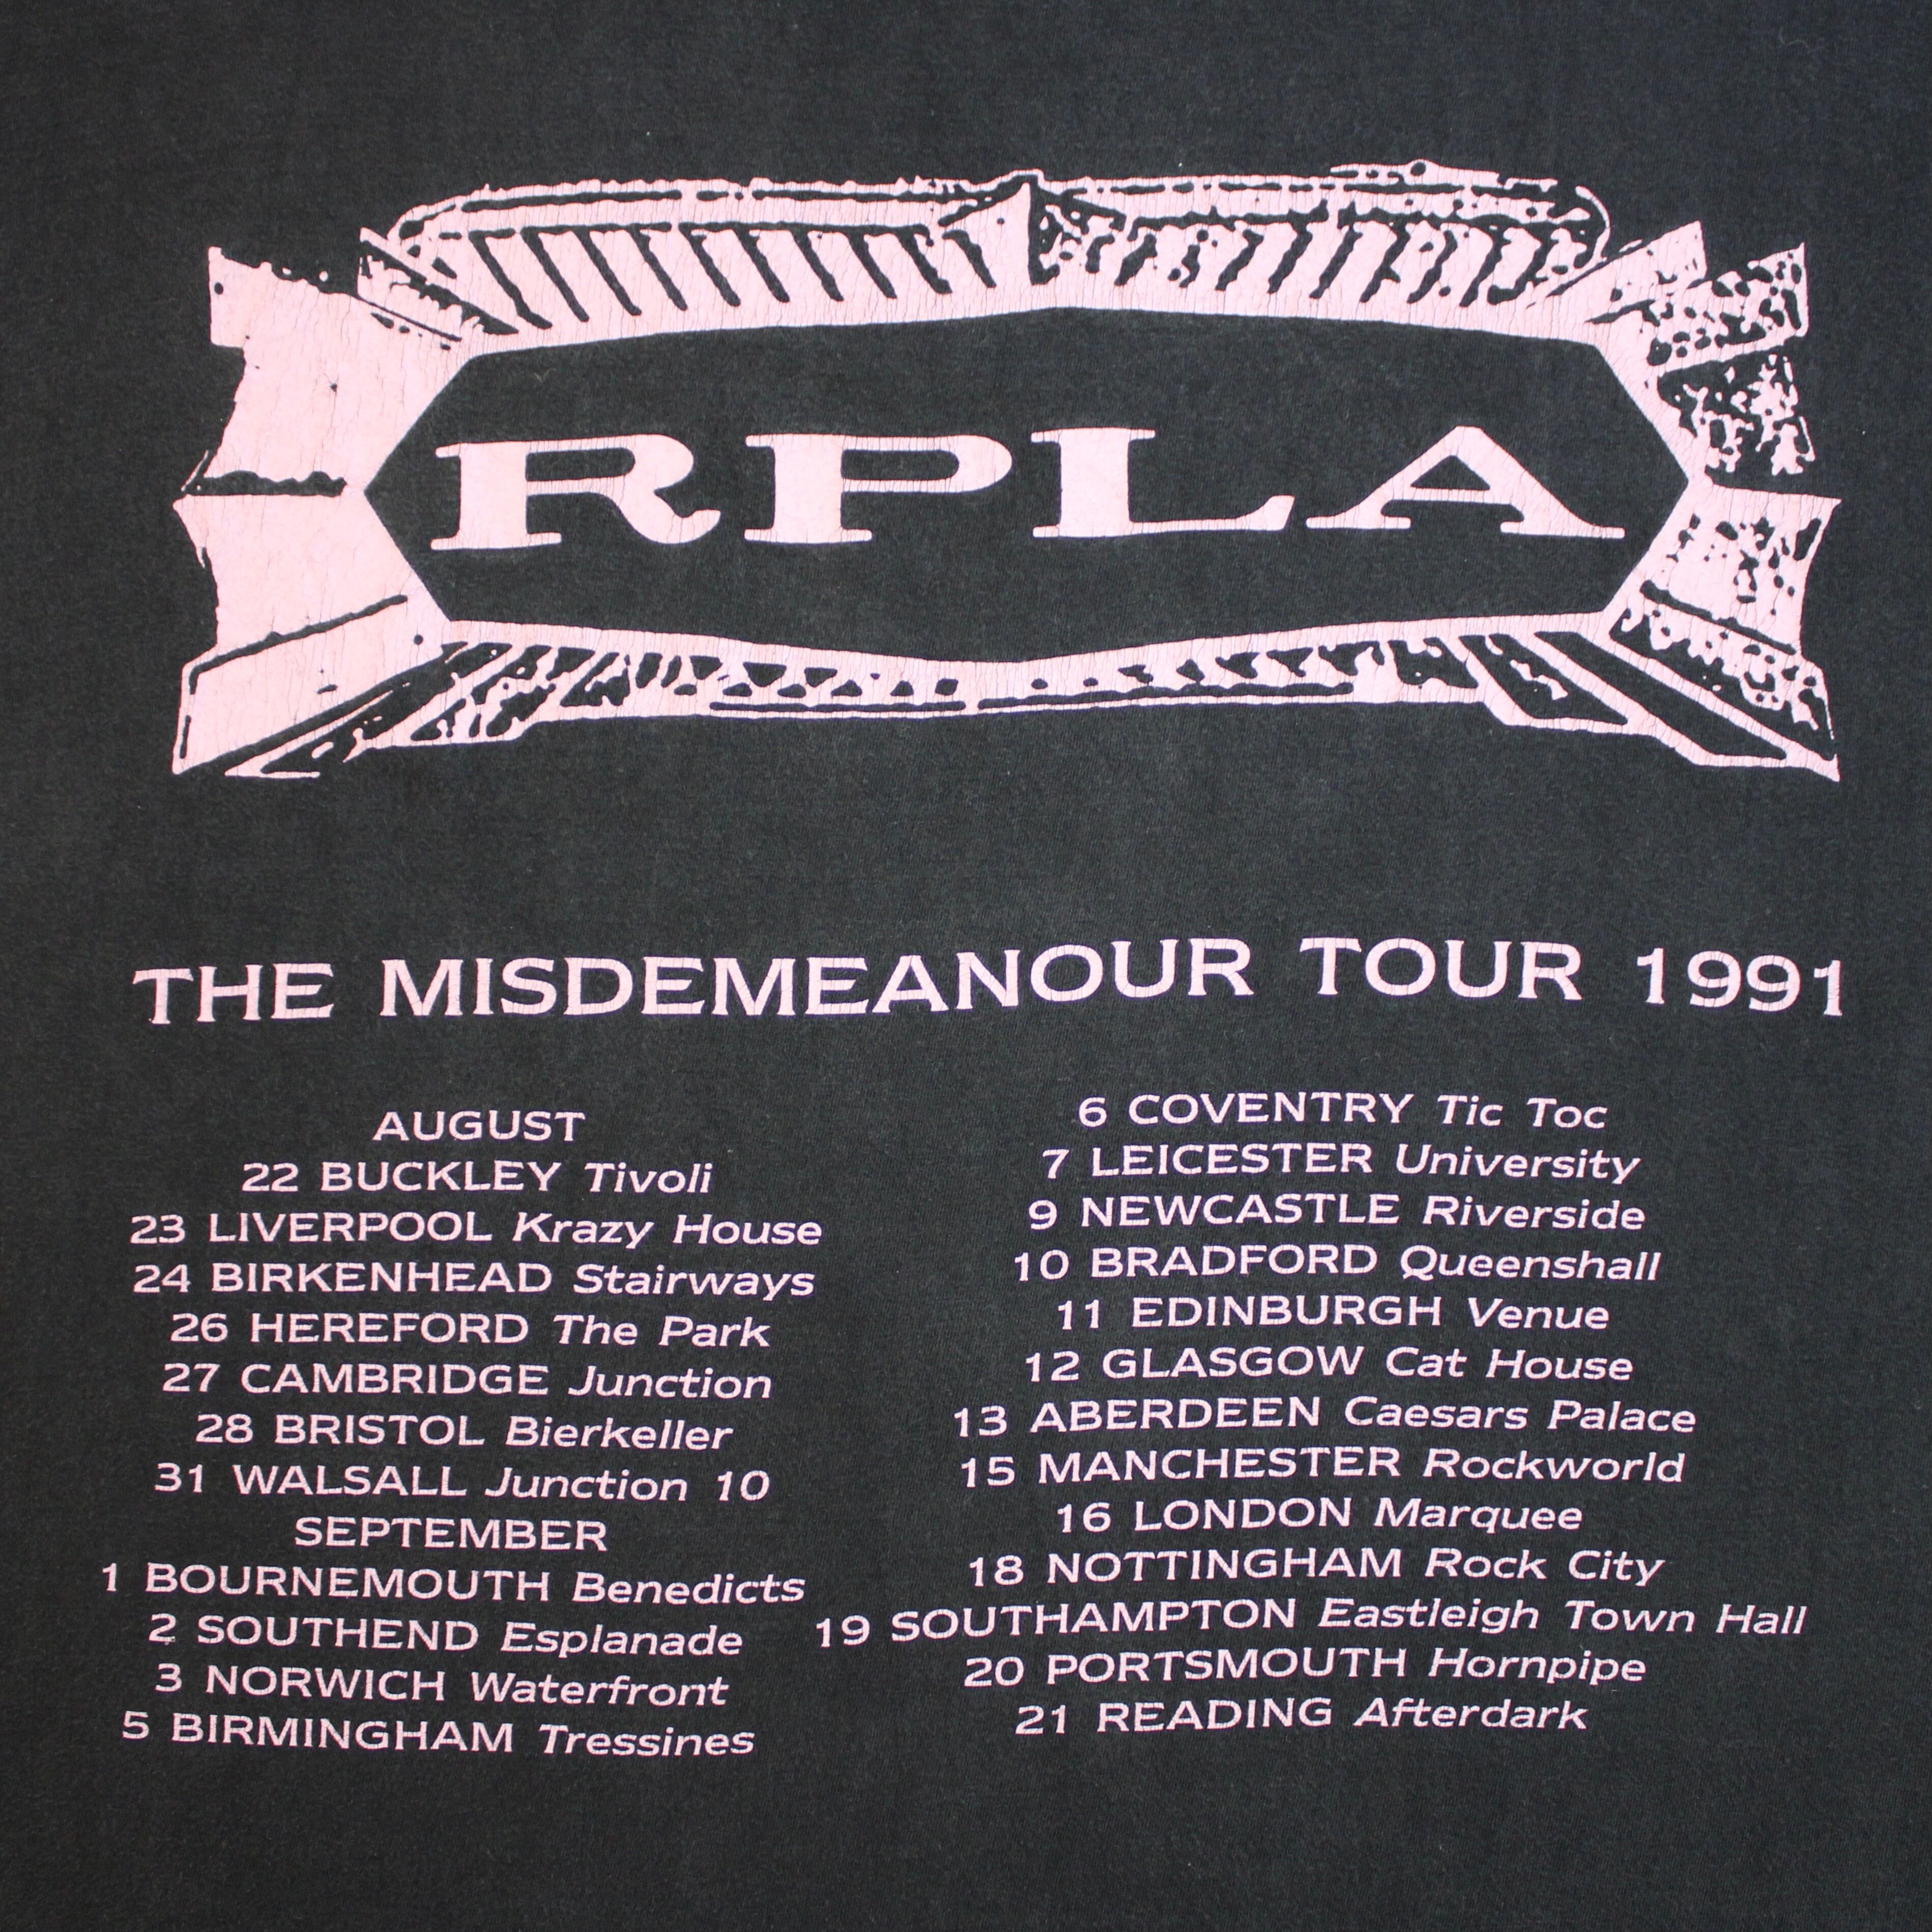 RPLA
THE MISDEMEANOUR TOUR 1991
AUGUST
22 BUCKLEY Tivoli
23 LIVERPOOL Krazy House
24 BIRKENHEAD Stairways
26 HEREFORD The Park
27 CAMBRIDGE Junction
28 BRISTOL Bierkeller
31 WALSALL Junction 10
SEPTEMBER
1 BOURNEMOUTH Benedicts
2 SOUTHEND Esplanade
3 NORWICH Waterfront
5 BIRMINGHAM Tressines
6 COVENTRY Tic Toc
7 LEICESTER University
9 NEWCASTLE Riverside
10 BRADFORD Queenshall
11 EDINBURGH Venue
12 GLASGOW Cat House
13 ABERDEEN Caesars Palace
15 MANCHESTER Rockworld
16 LONDON Marquee
18 NOTTINGHAM Rock City
19 SOUTHAMPTON Eastleigh Town Hall
20 PORTSMOUTH Hornpipe
21 READING Afterdark